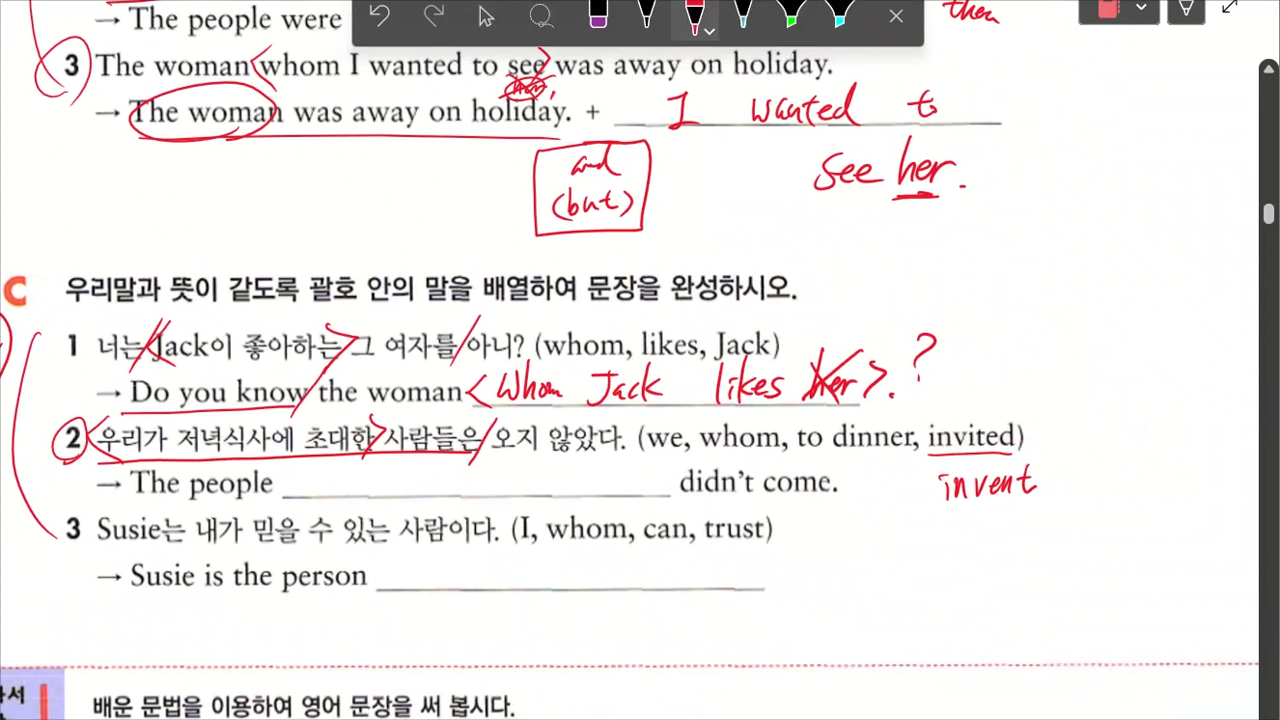 → The people were
then
3 The woman <whom I wanted to see> was away on holiday.
→ The woman was away on holiday. + I wanted to
see her.
and
(but)
C 우리말과 뜻이 같도록 괄호 안의 말을 배열하여 문장을 완성하시오.
1 너는 <Jack이 좋아하는> 그 여자를 / 아니? (whom, likes, Jack)
→ Do you know / the woman <whom Jack likes her>. ?
2 <우리가 저녁식사에 초대한> 사람들은 / 오지 않았다. (we, whom, to dinner, invited)
→ The people ____ didn't come. invent
3 Susie는 내가 믿을 수 있는 사람이다. (I, whom, can, trust)
→ Susie is the person ____
배운 문법을 이용하여 영어 문장을 써 봅시다.